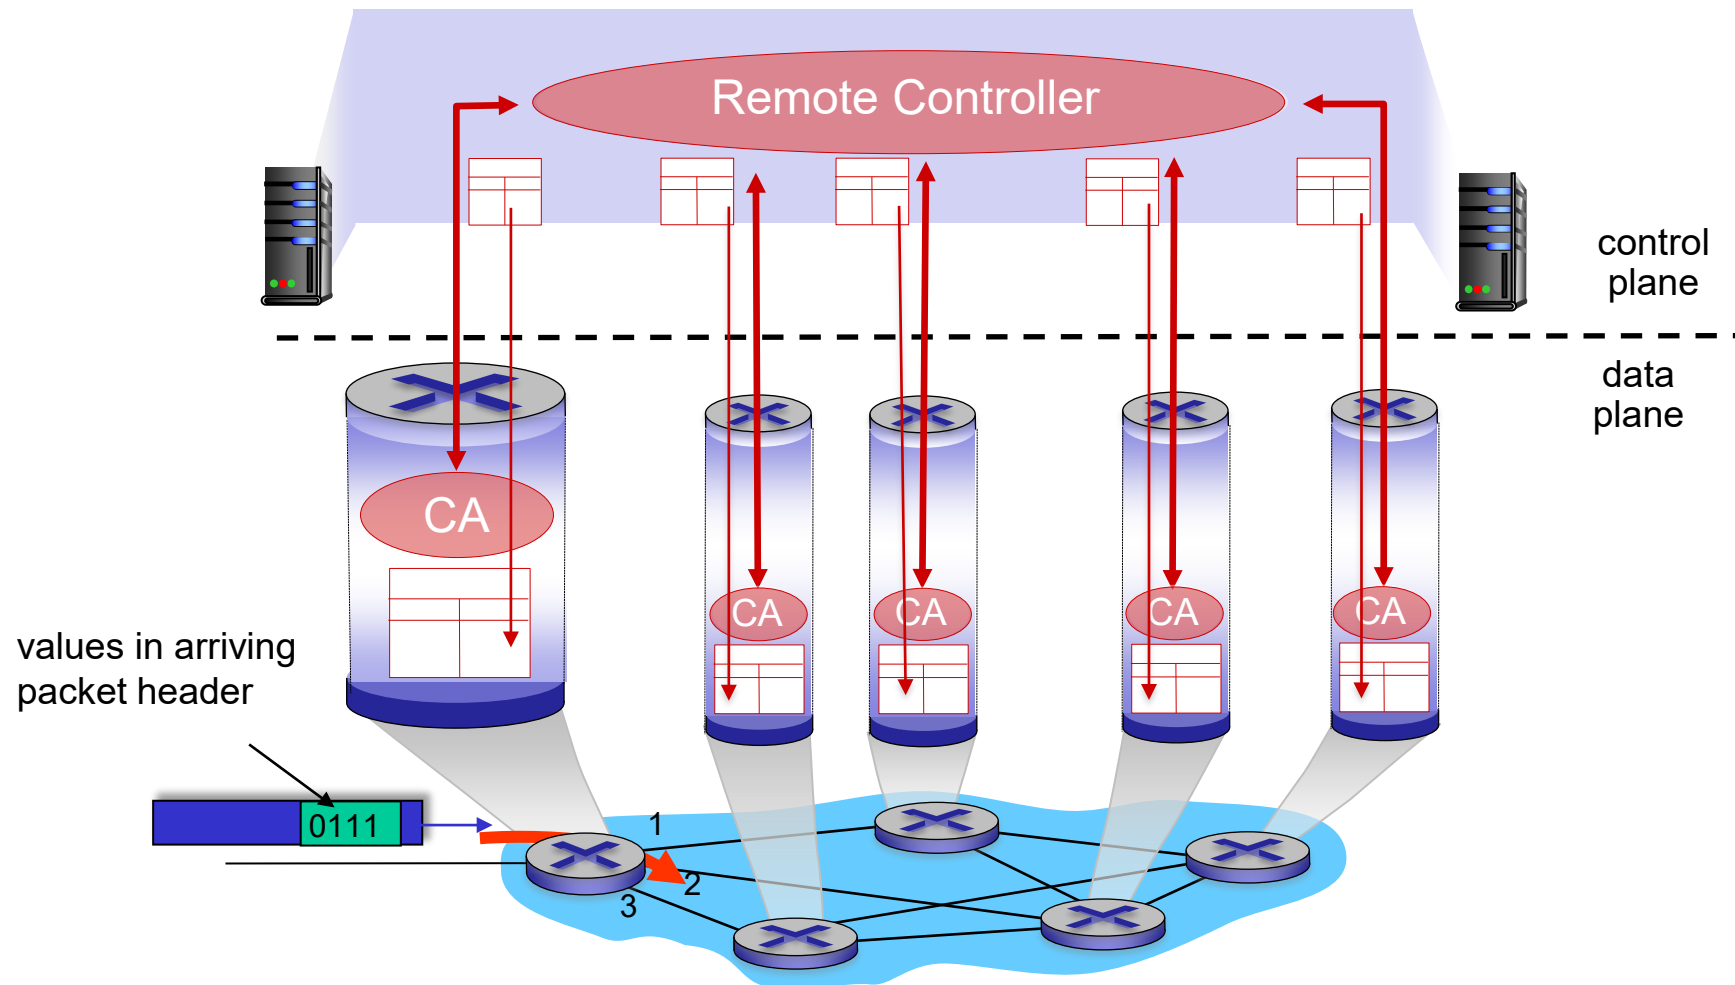 Remote Controller
control
plane
data
plane
CA
CA
CA
CA
CA
values in arriving
packet header
0111
1
2
3